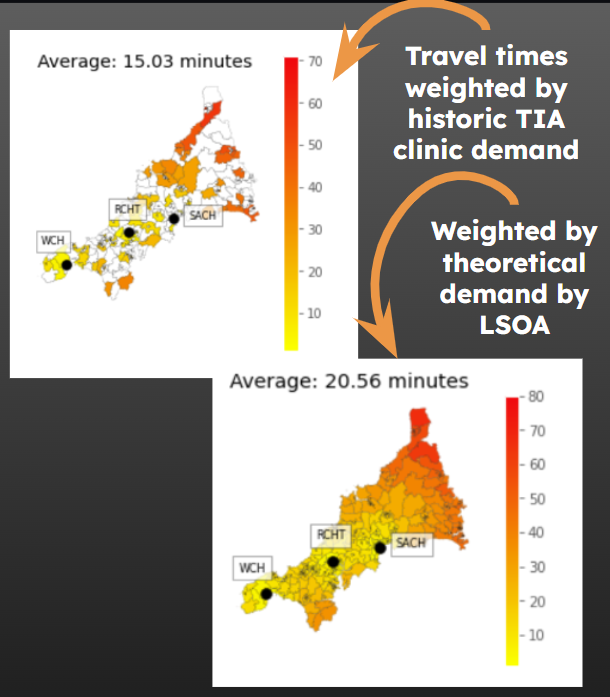 Average: 15.03 minutes
70
60
50
40
30
20
10
RCHT
SACH
WCH
Travel times
weighted by
historic TIA
clinic demand
Weighted by
theoretical
demand by
LSOA
Average: 20.56 minutes
80
70
60
50
40
30
20
10
RCHT
SACH
WCH